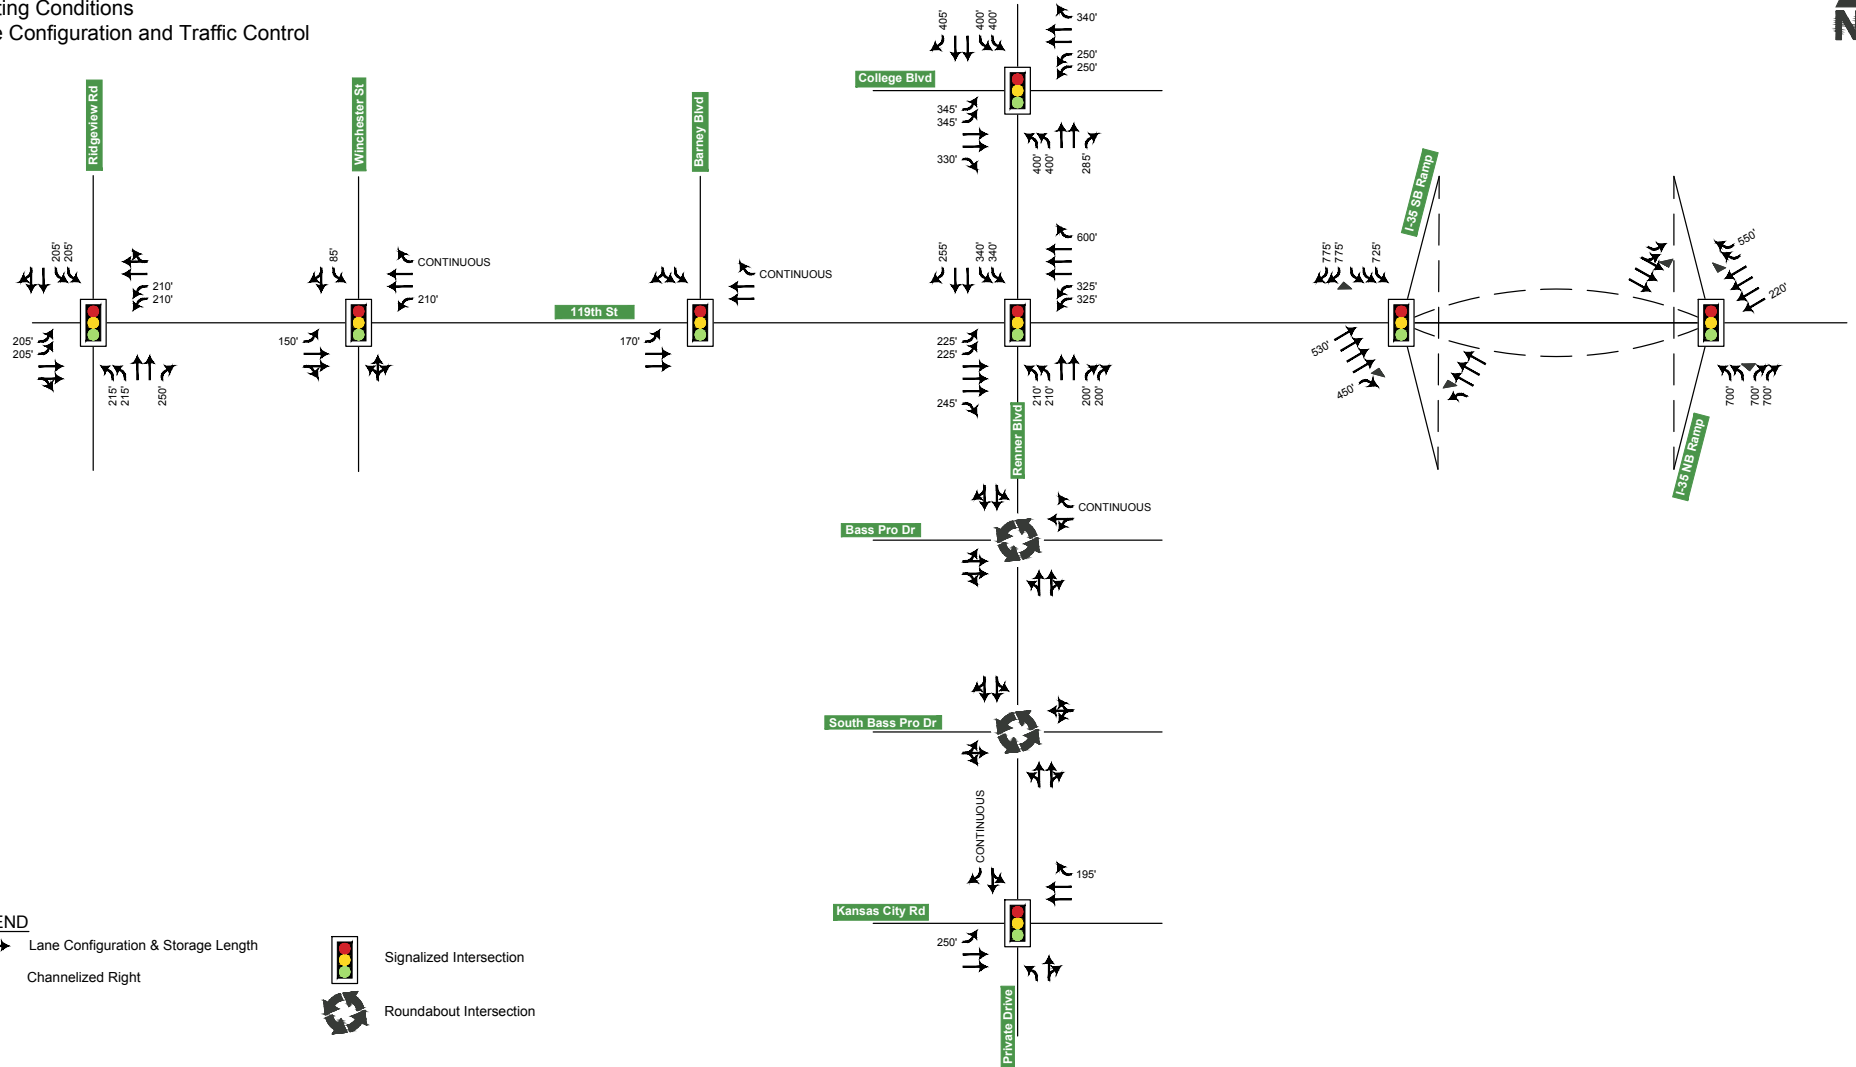 ting Conditions
e Configuration and Traffic Control
N
405'
400'
400'
340'
250'
250'
College Blvd
345'
345'
330'
400'
400'
285'
Ridgeview Rd
205'
205'
210'
210'
205'
205'
215'
215'
250'
Winchester St
85'
CONTINUOUS
210'
150'
Barney Blvd
CONTINUOUS
170'
119th St
255'
340'
340'
600'
325'
325'
225'
225'
245'
210'
210'
200'
200'
Renner Blvd
I-35 SB Ramp
775'
775'
725'
530'
450'
550'
220'
700'
700'
700'
I-35 NB Ramp
CONTINUOUS
Bass Pro Dr
South Bass Pro Dr
CONTINUOUS
195'
Kansas City Rd
250'
Private Drive
END
Lane Configuration & Storage Length
Channelized Right
Signalized Intersection
Roundabout Intersection